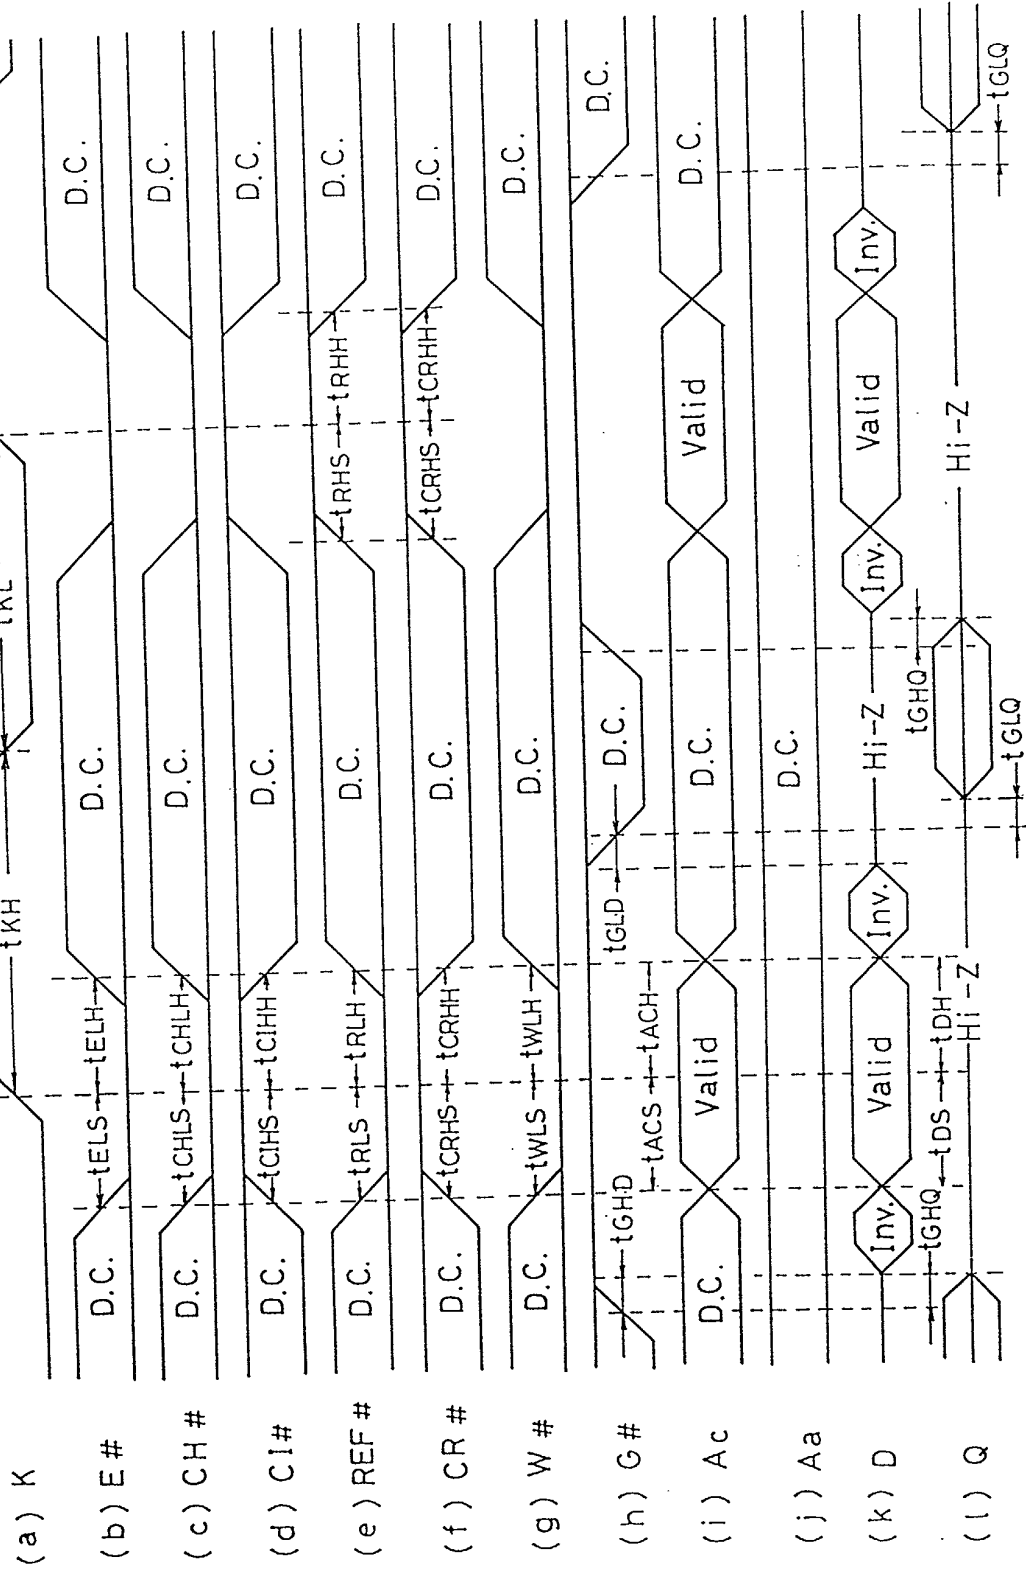 (a) K tKH tKL
(b) E# D.C. tELS tELH D.C. D.C.
(c) CH# D.C. tCHLS tCHLH D.C. D.C.
(d) CI# D.C. tCIHS tCIHH D.C. D.C.
(e) REF# D.C. tRLS tRLH D.C. tRHS tRHH D.C.
(f) CR# D.C. tCRHS tCRHH D.C. tCRHS tCRHH D.C.
(g) W# D.C. tWLS tWLH D.C. D.C.
(h) G# tGHD tGLD D.C. D.C.
tACS tACH
(i) Ac D.C. Valid D.C. Valid D.C.
(j) Aa D.C.
(k) D Inv. Valid Inv. Hi-Z Inv. Valid Inv.
tGHQ tDS tDH tGHQ
(l) Q Hi-Z Hi-Z
tGLQ tGLQ